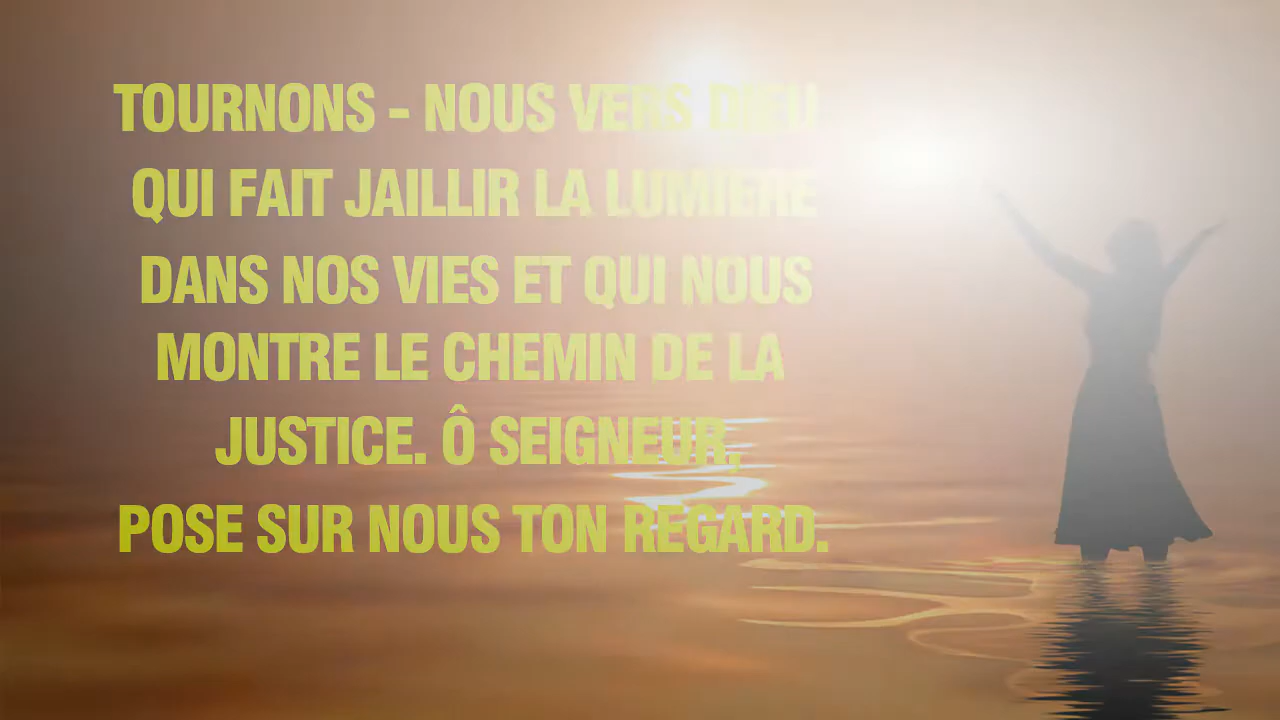 TOURNONS - NOUS VERS DIEU
QUI FAIT JAILLIR LA LUMIÈRE
DANS NOS VIES ET QUI NOUS
MONTRE LE CHEMIN DE LA
JUSTICE. Ô SEIGNEUR,
POSE SUR NOUS TON REGARD.